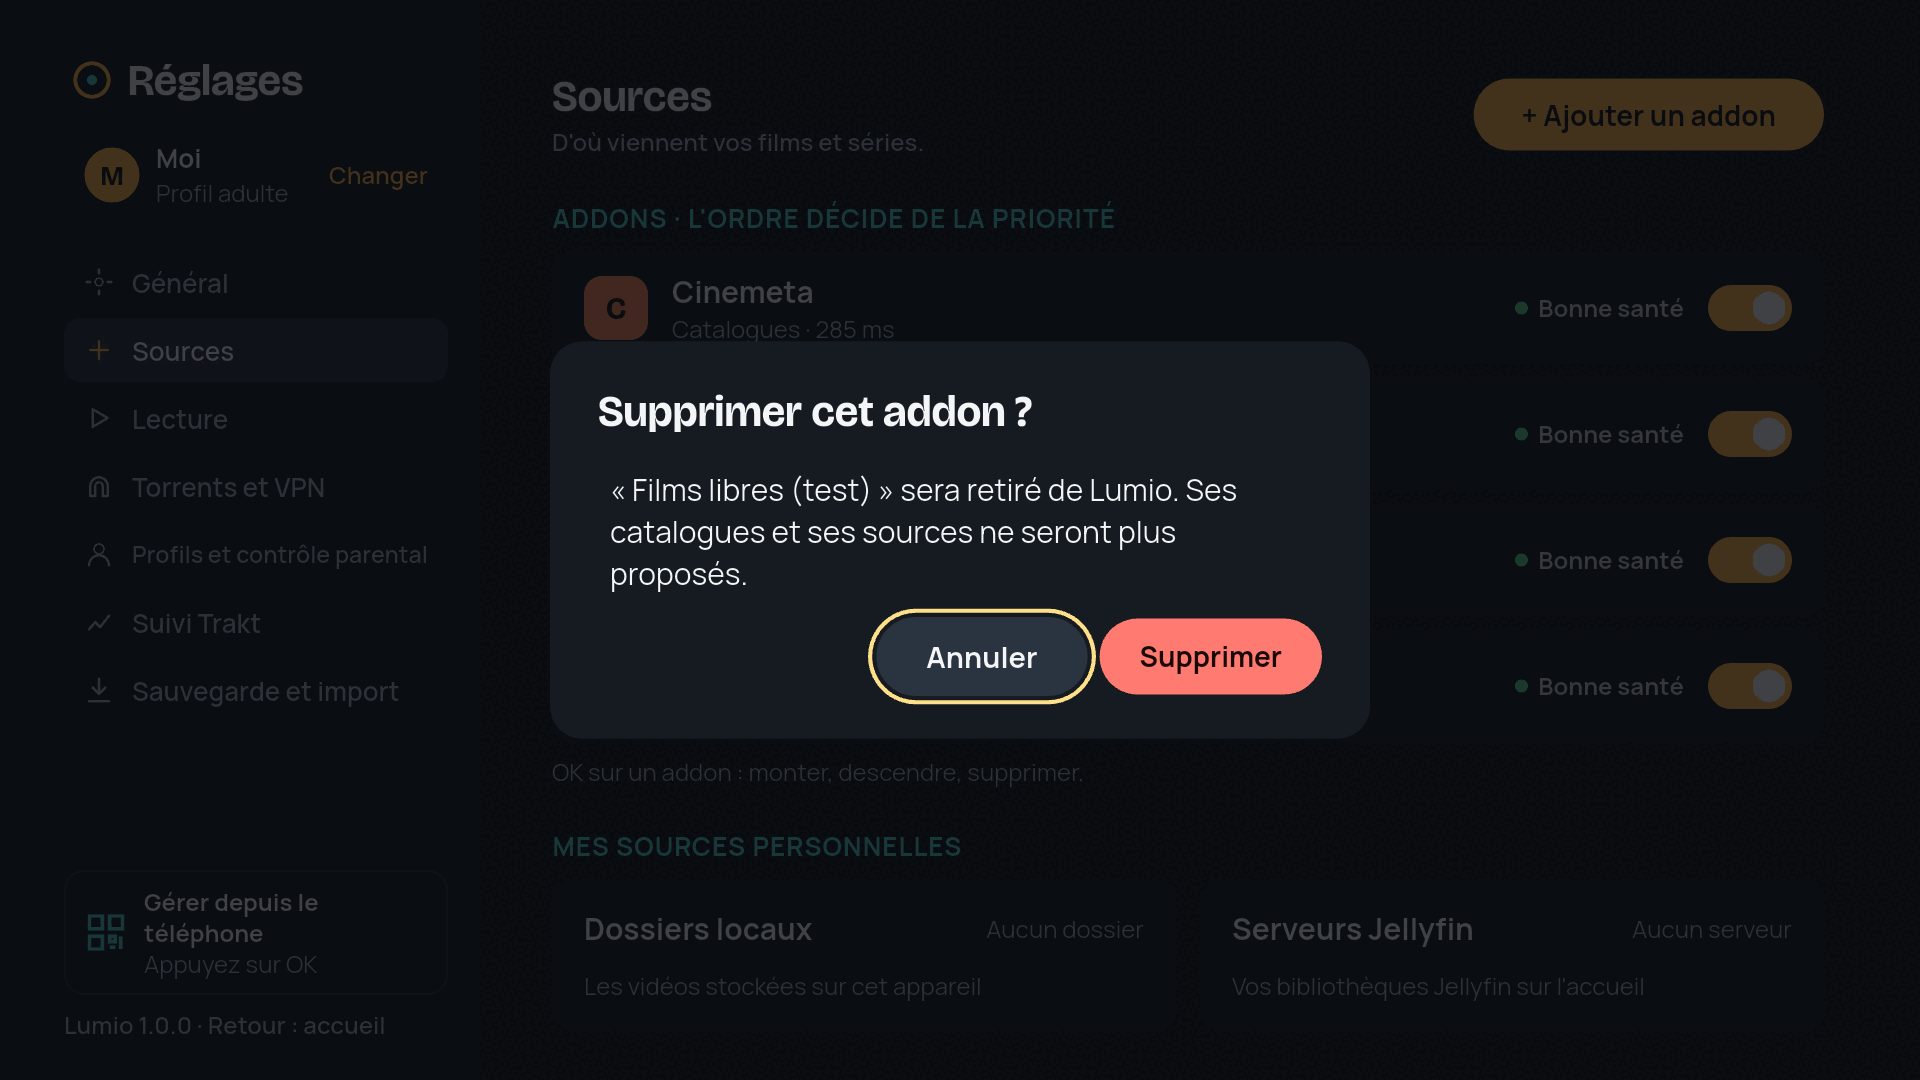 Réglages
M
Moi
Profil adulte
Changer
Général
Sources
Lecture
Torrents et VPN
Profils et contrôle parental
Suivi Trakt
Sauvegarde et import
Gérer depuis le
téléphone
Appuyez sur OK
Lumio 1.0.0 · Retour : accueil
Sources
D'où viennent vos films et séries.
+ Ajouter un addon
ADDONS · L'ORDRE DÉCIDE DE LA PRIORITÉ
C
Cinemeta
Catalogues · 285 ms
Bonne santé
Bonne santé
Bonne santé
Bonne santé
Supprimer cet addon ?
« Films libres (test) » sera retiré de Lumio. Ses
catalogues et ses sources ne seront plus
proposés.
Annuler
Supprimer
OK sur un addon : monter, descendre, supprimer.
MES SOURCES PERSONNELLES
Dossiers locaux
Aucun dossier
Les vidéos stockées sur cet appareil
Serveurs Jellyfin
Aucun serveur
Vos bibliothèques Jellyfin sur l'accueil